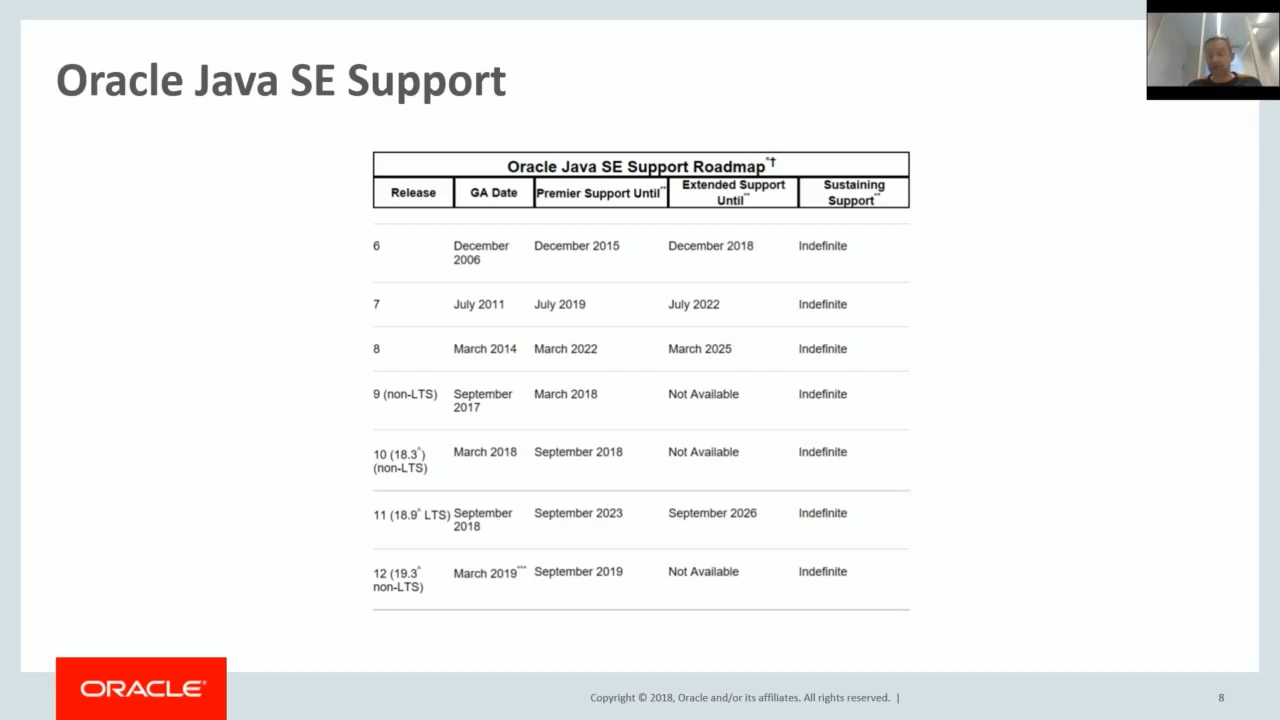 Oracle Java SE Support
Oracle Java SE Support Roadmap*†
Release GA Date Premier Support Until** Extended Support Until** Sustaining Support**
6 December 2006 December 2015 December 2018 Indefinite
7 July 2011 July 2019 July 2022 Indefinite
8 March 2014 March 2022 March 2025 Indefinite
9 (non-LTS) September 2017 March 2018 Not Available Indefinite
10 (18.3^) (non-LTS) March 2018 September 2018 Not Available Indefinite
11 (18.9^ LTS) September 2018 September 2023 September 2026 Indefinite
12 (19.3^ non-LTS) March 2019*** September 2019 Not Available Indefinite
ORACLE®
Copyright © 2018, Oracle and/or its affiliates. All rights reserved. |
8